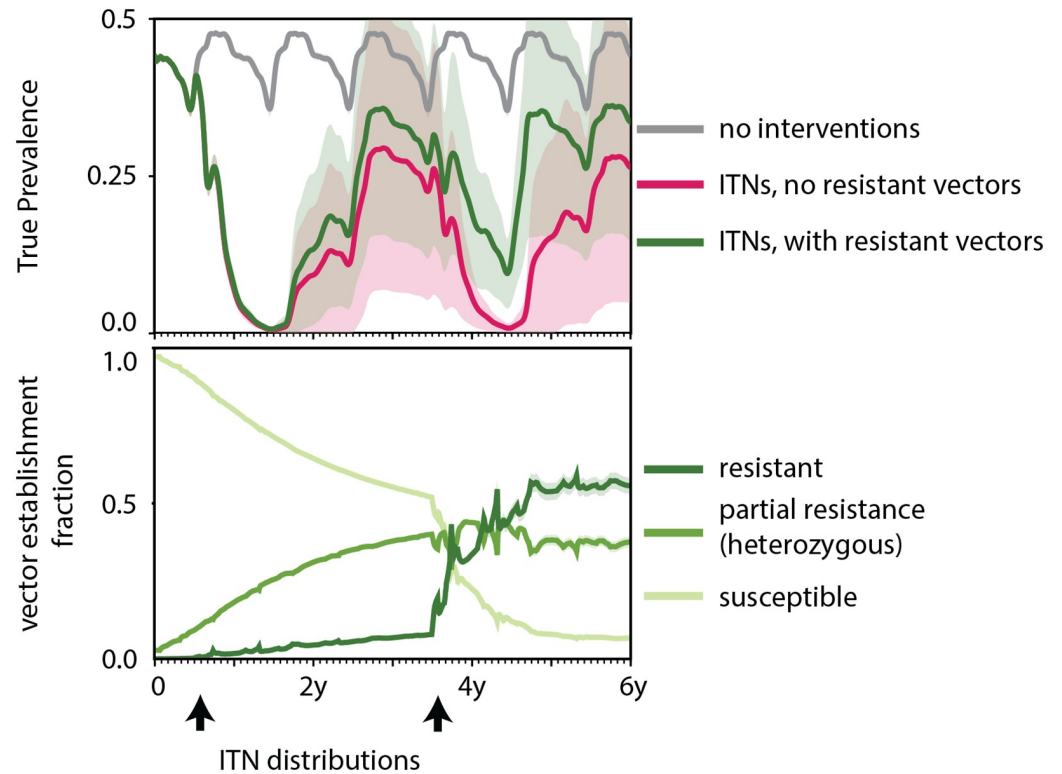 True Prevalence
0.5
0.25
0.0
no interventions
ITNs, no resistant vectors
ITNs, with resistant vectors
vector establishment
fraction
1.0
0.5
0.0
0
2y
4y
6y
resistant
partial resistance
(heterozygous)
susceptible
ITN distributions